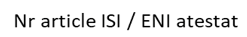 Nr article ISI / ENI atestat